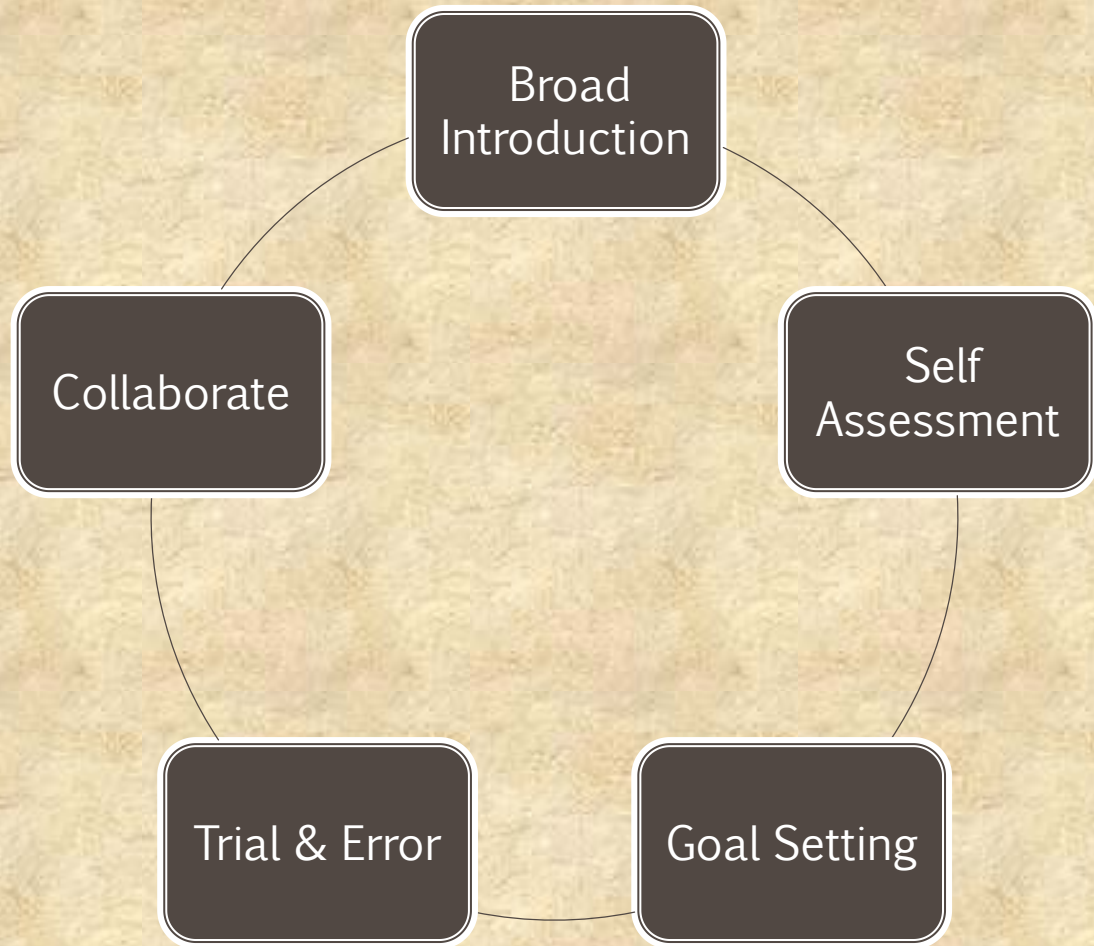 Broad
Introduction
Self
Assessment
Goal Setting
Trial & Error
Collaborate